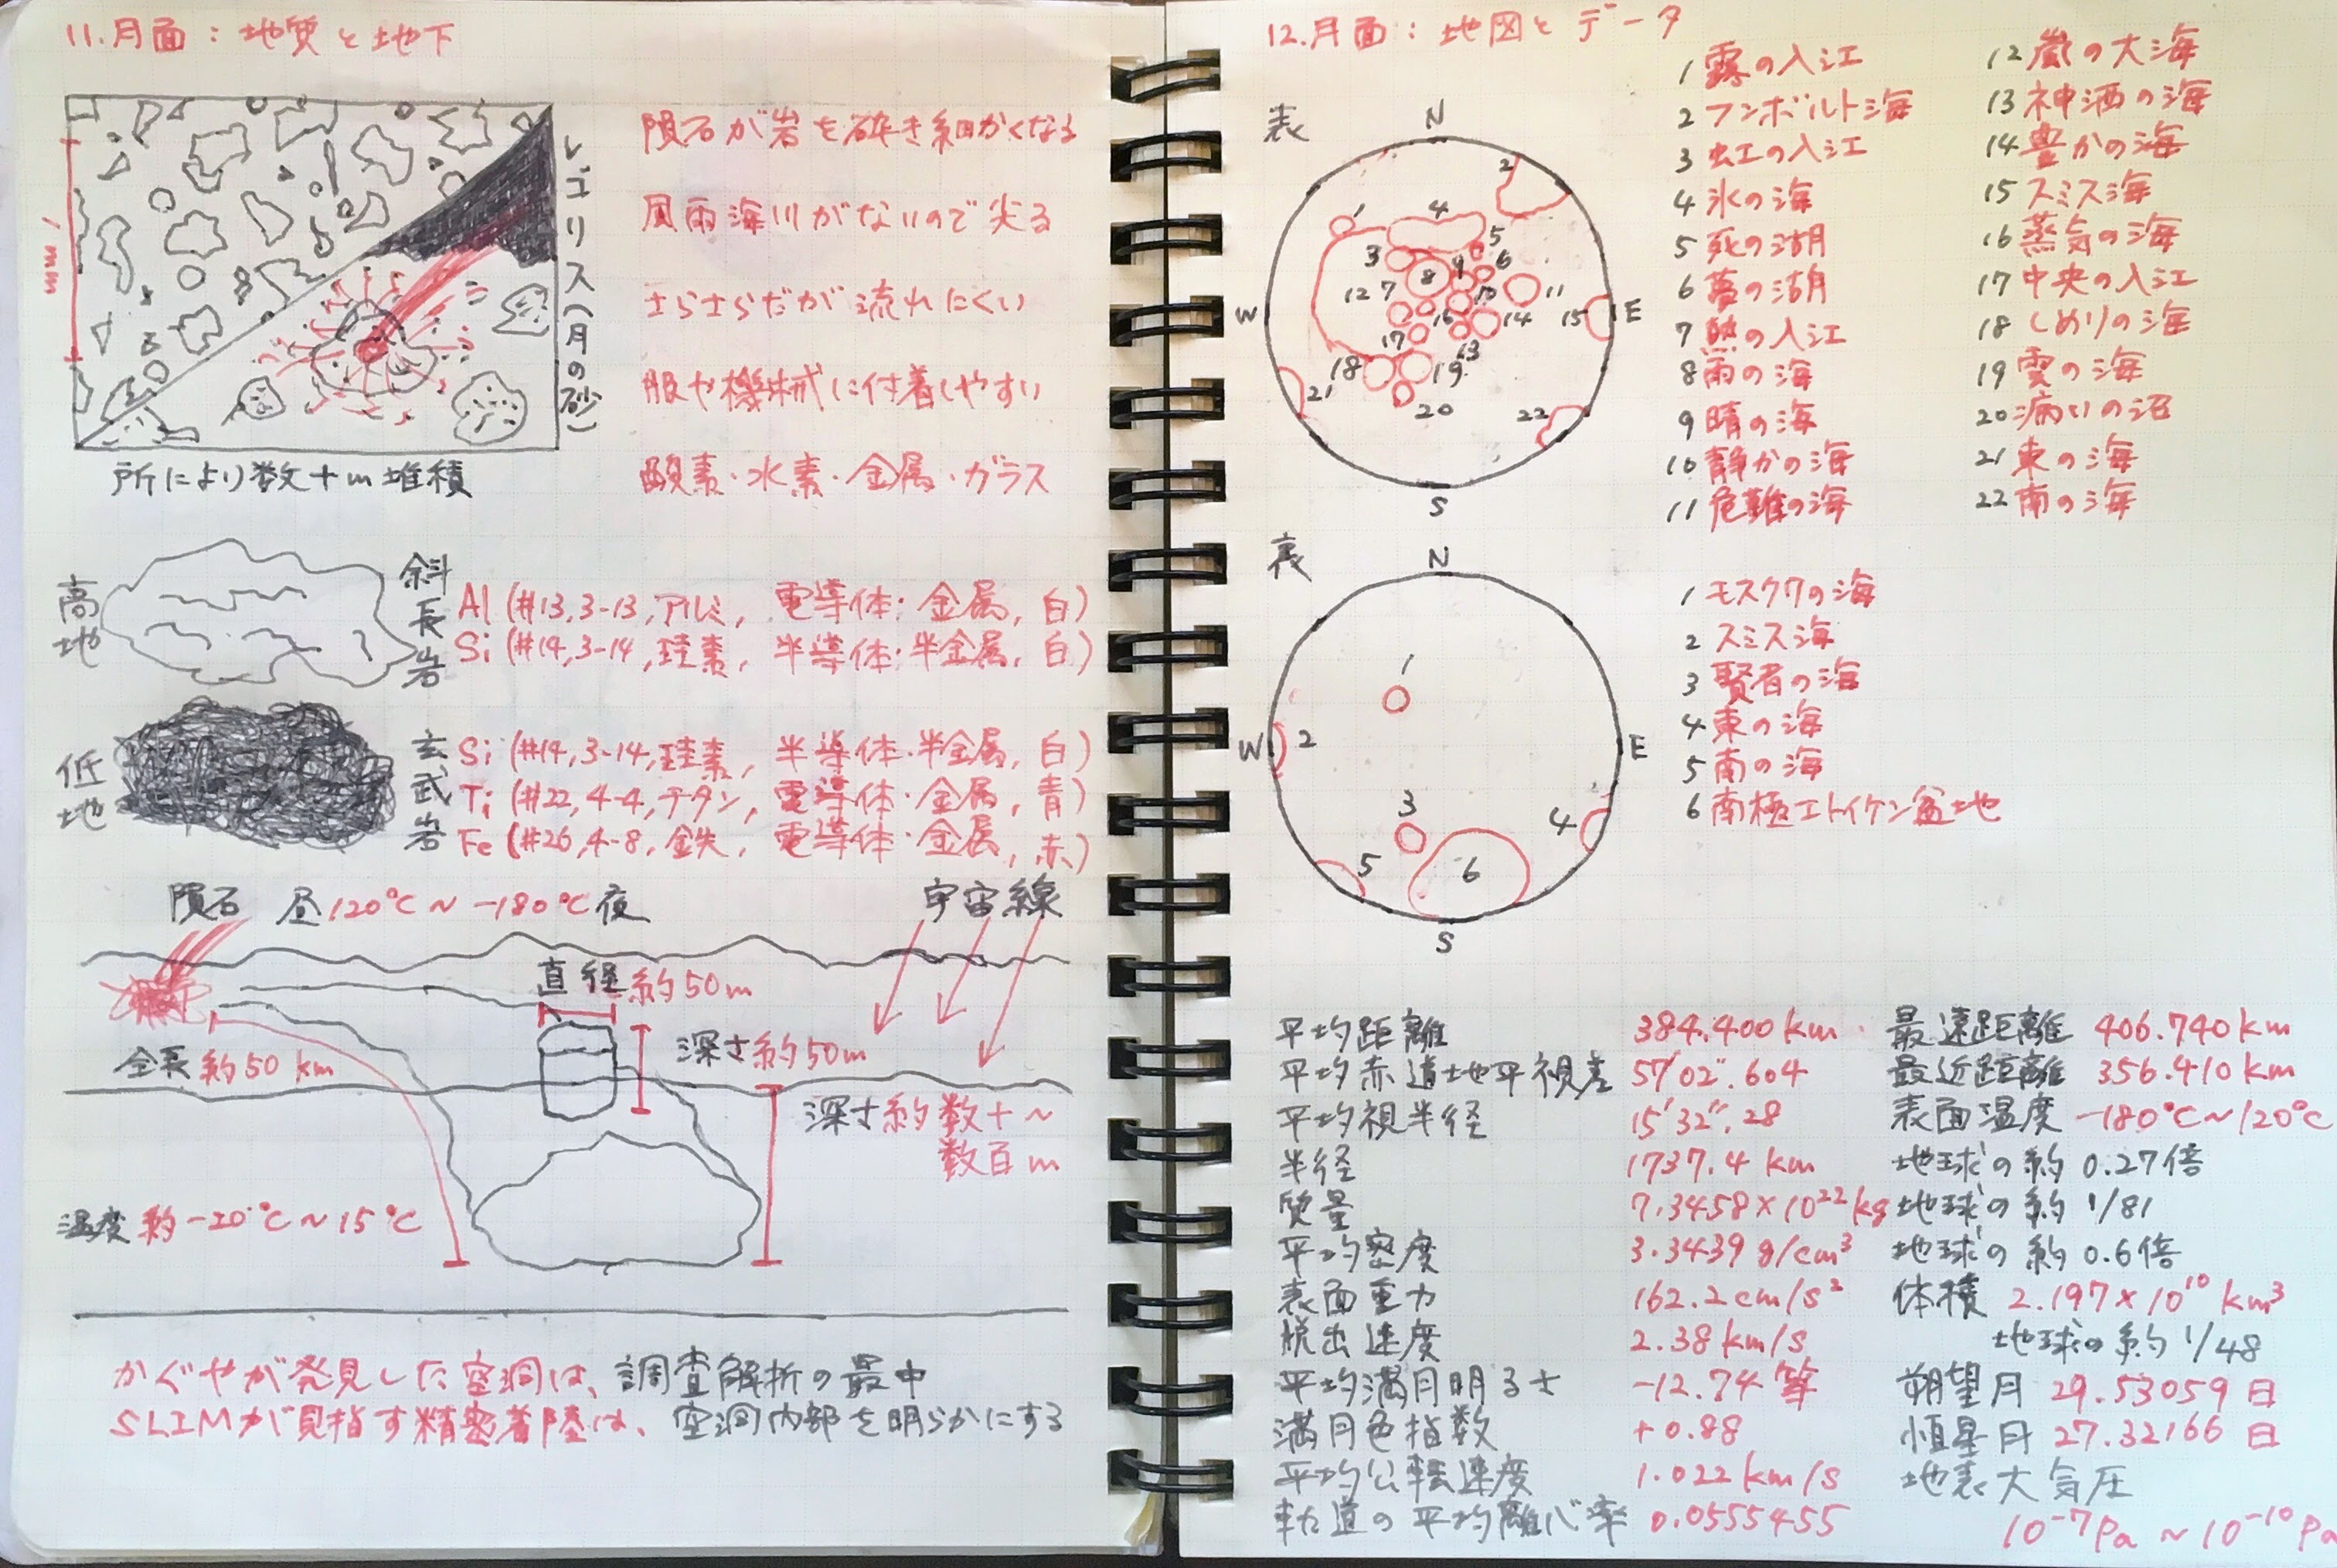 11.月面：地質と地下
1mm
レゴリス(月の砂)
隕石が岩を砕き細かくなる
風雨海川がないので尖る
さらさらだが流れにくい
服や機械に付着しやすい
酸素・水素・金属・ガラス
所により数十m堆積
高地
斜長岩
Al (#13,3-13,アルミ, 電導体・金属, 白)
Si (#14,3-14,珪素, 半導体・半金属, 白)
低地
玄武岩
Si (#14,3-14,珪素, 半導体・半金属, 白)
Ti (#22,4-4,チタン, 電導体・金属, 青)
Fe (#26,4-8,鉄, 電導体・金属, 赤)
隕石 昼120℃～-180℃夜
宇宙線
直径約50m
深さ約50m
全長約50km
深さ約数十～
数百m
温度約-20℃～15℃
かぐやが発見した空洞は、調査解析の最中
SLIMが目指す精密着陸は、空洞内部を明らかにする
12.月面：地図とデータ
表
N
W
E
S
1
2
3
4
5
6
7
8
9
10
11
12
13
14
15
16
17
18
19
20
21
22
1 露の入江
2 フンボルト海
3 虹の入江
4 氷の海
5 死の湖
6 夢の湖
7 熱の入江
8 雨の海
9 晴の海
10 静かの海
11 危難の海
12 嵐の大海
13 神酒の海
14 豊かの海
15 スミス海
16 蒸気の海
17 中央の入江
18 しめりの海
19 雲の海
20 病いの沼
21 東の海
22 南の海
N
W
E
S
1
2
3
4
5
6
1 モスクワの海
2 スミス海
3 賢者の海
4 東の海
5 南の海
6 南極エトイケン盆地
平均距離 384.400km
平均赤道地平視差 57'02".604
平均視半径 15'32".28
半径 1737.4 km
質量 7.3458×10²²kg
平均密度 3.3439 g/cm³
表面重力 162.2cm/s²
脱出速度 2.38 km/s
平均満月明るさ -12.74 等
満月色指数 +0.88
平均公転速度 1.022 km/s
軌道の平均離心率 0.0555455
最遠距離 406.740km
最近距離 356.410km
表面温度 -180℃～120℃
地球の約 0.27倍
地球の約 1/81
地球の約 0.6倍
体積 2.197×10¹⁰ km³
地球の約 1/48
朔望月 29.53059 日
恒星月 27.32166 日
地表大気圧
10⁻⁷Pa～10⁻¹⁰Pa